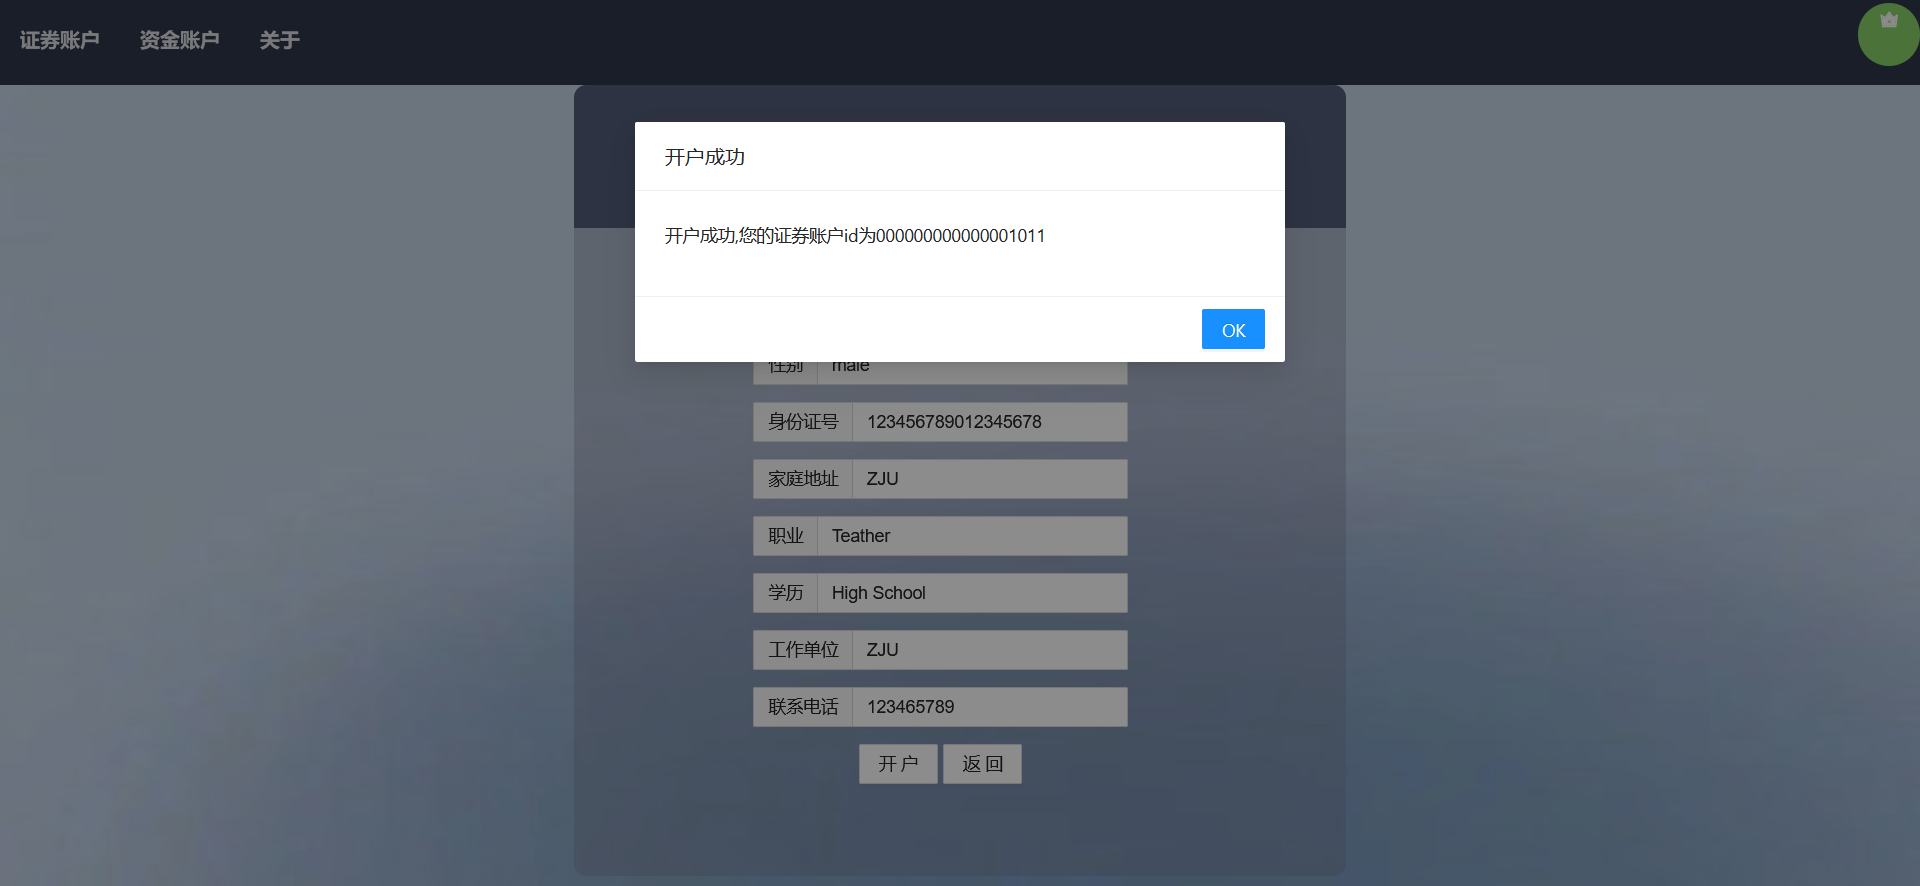 证券账户 资金账户 关于
开户成功
开户成功,您的证券账户id为000000000000001011
OK
性别 male
身份证号 123456789012345678
家庭地址 ZJU
职业 Teather
学历 High School
工作单位 ZJU
联系电话 123465789
开 户 返 回